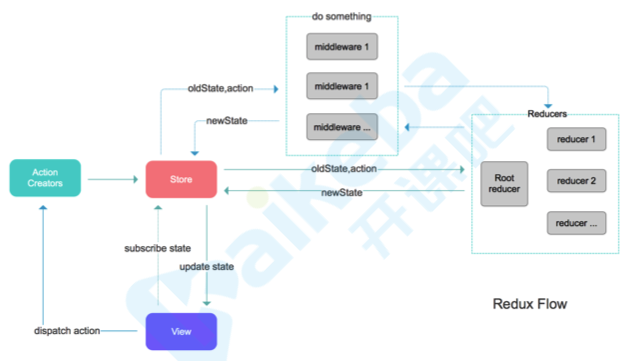 do something
middleware 1
middleware 1
middleware ...
oldState,action
newState
Reducers
reducer 1
reducer 2
reducer ...
Root
reducer
Action
Creators
Store
oldState,action
newState
subscribe state
update state
dispatch action
View
Redux Flow
kaikeba
开课吧